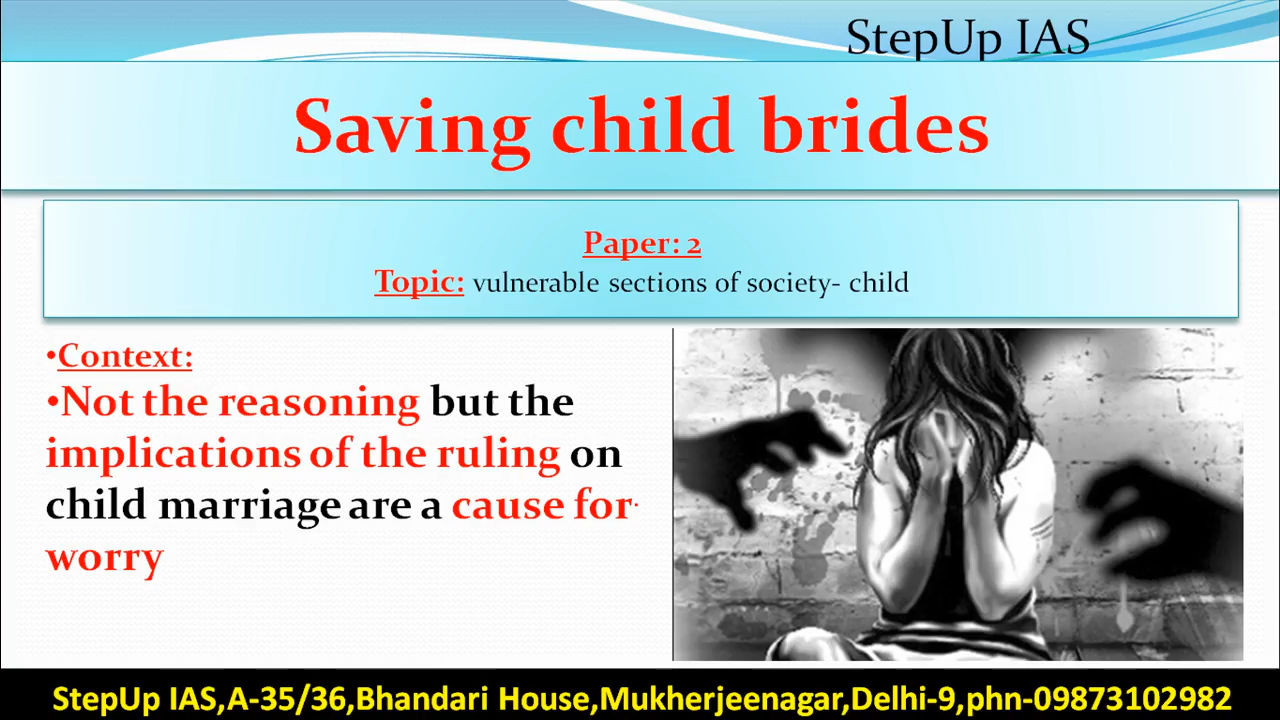 StepUp IAS
Saving child brides
Paper: 2
Topic: vulnerable sections of society- child
•Context:
•Not the reasoning but the
implications of the ruling on
child marriage are a cause for
worry
StepUp IAS,A-35/36,Bhandari House,Mukherjeenagar,Delhi-9,phn-09873102982